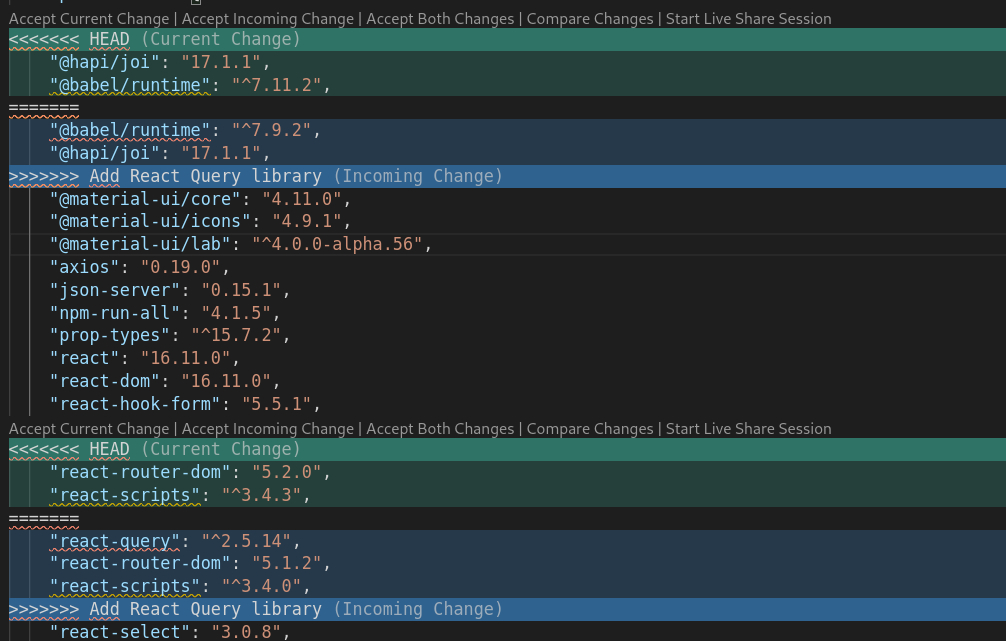 Accept Current Change | Accept Incoming Change | Accept Both Changes | Compare Changes | Start Live Share Session
<<<<<<< HEAD (Current Change)
"@hapi/joi": "17.1.1",
"@babel/runtime": "^7.11.2",
=======
"@babel/runtime": "^7.9.2",
"@hapi/joi": "17.1.1",
>>>>>>> Add React Query library (Incoming Change)
"@material-ui/core": "4.11.0",
"@material-ui/icons": "4.9.1",
"@material-ui/lab": "^4.0.0-alpha.56",
"axios": "0.19.0",
"json-server": "0.15.1",
"npm-run-all": "4.1.5",
"prop-types": "^15.7.2",
"react": "16.11.0",
"react-dom": "16.11.0",
"react-hook-form": "5.5.1",
Accept Current Change | Accept Incoming Change | Accept Both Changes | Compare Changes | Start Live Share Session
<<<<<<< HEAD (Current Change)
"react-router-dom": "5.2.0",
"react-scripts": "^3.4.3",
=======
"react-query": "^2.5.14",
"react-router-dom": "5.1.2",
"react-scripts": "^3.4.0",
>>>>>>> Add React Query library (Incoming Change)
"react-select": "3.0.8",